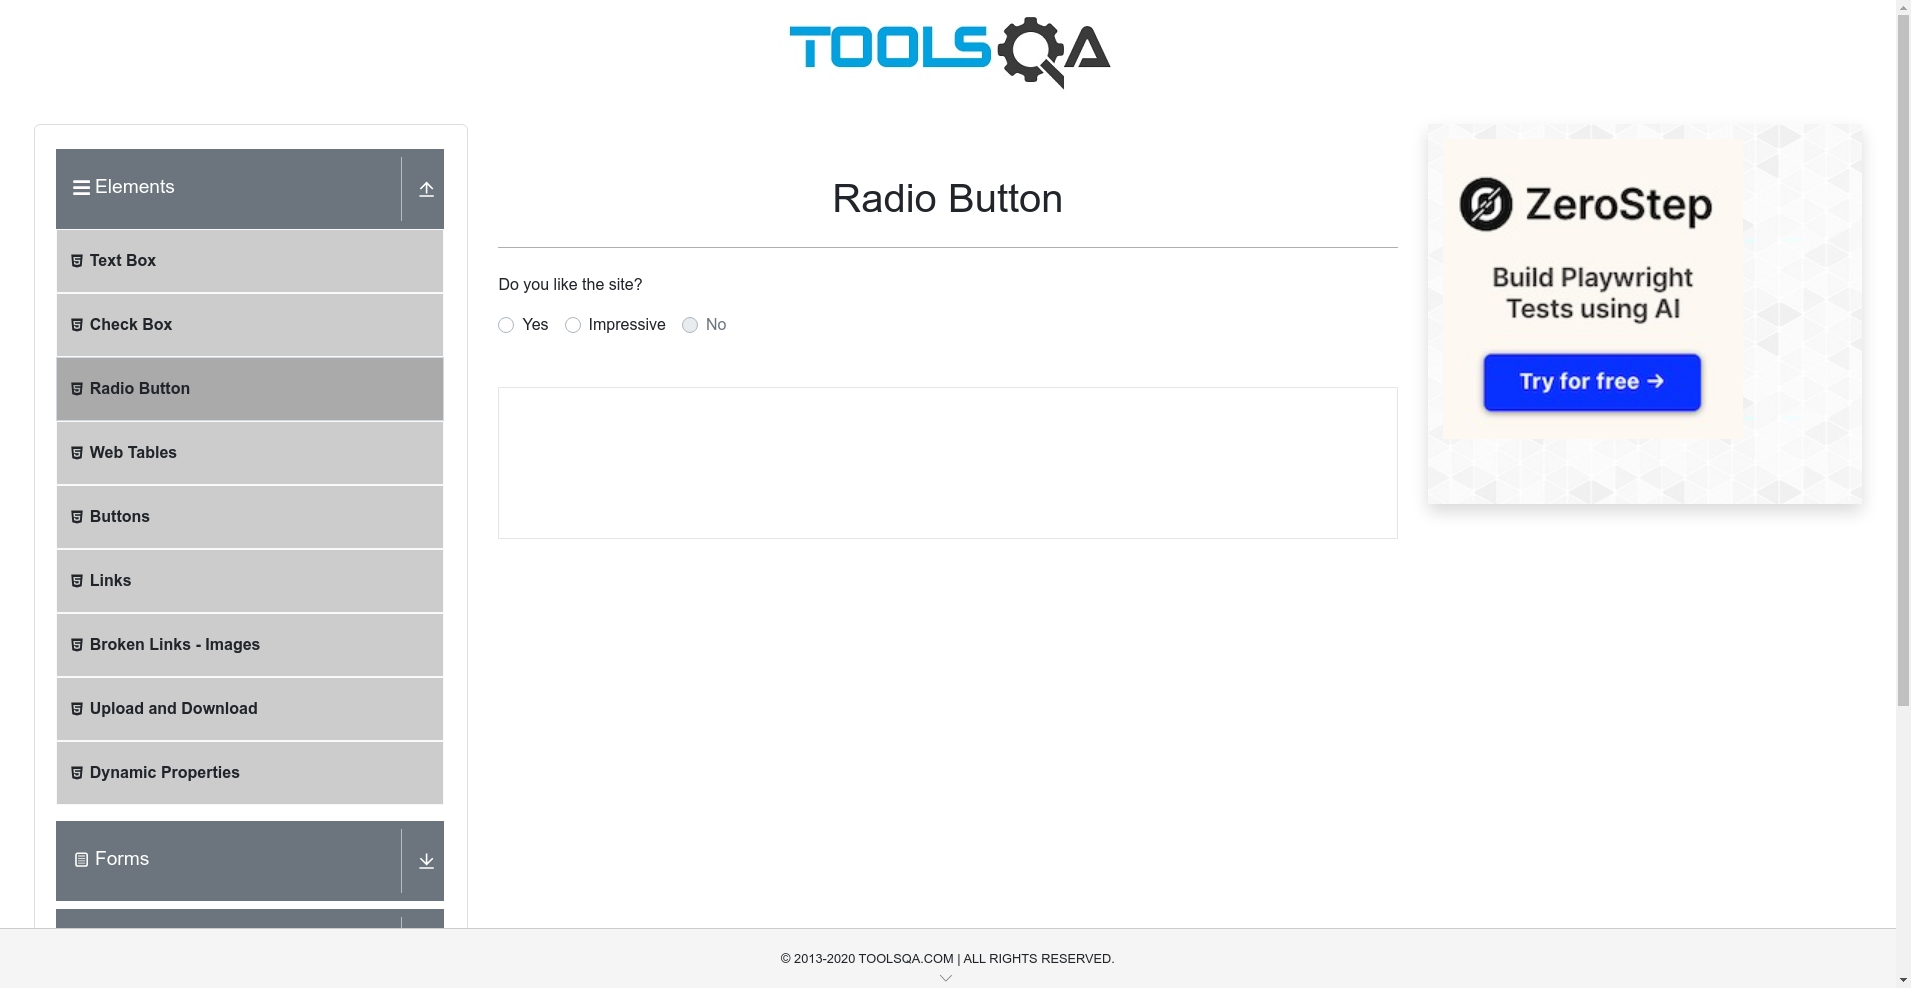 TOOLSQA
Elements
Text Box
Check Box
Radio Button
Web Tables
Buttons
Links
Broken Links - Images
Upload and Download
Dynamic Properties
Forms
Radio Button
Do you like the site?
Yes Impressive No
ZeroStep
Build Playwright
Tests using AI
Try for free →
© 2013-2020 TOOLSQA.COM | ALL RIGHTS RESERVED.